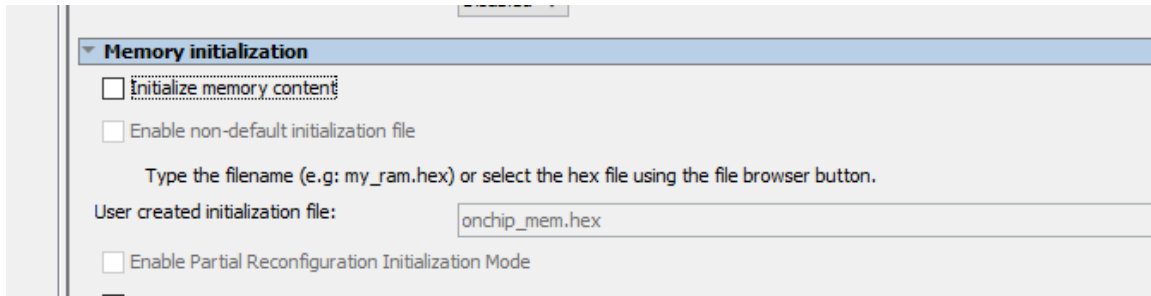 Memory initialization
Initialize memory content
Enable non-default initialization file
Type the filename (e.g: my_ram.hex) or select the hex file using the file browser button.
User created initialization file:
onchip_mem.hex
Enable Partial Reconfiguration Initialization Mode